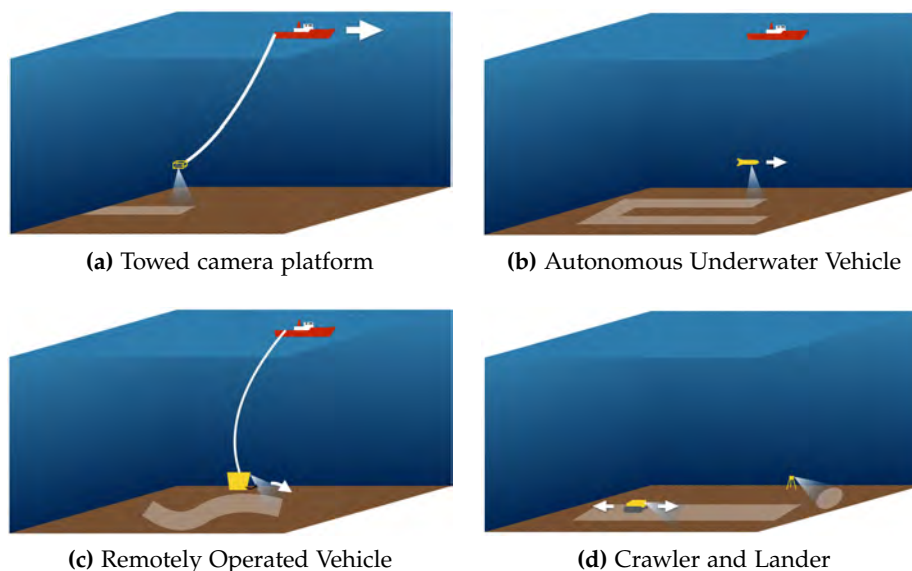 (a) Towed camera platform
(b) Autonomous Underwater Vehicle
(c) Remotely Operated Vehicle
(d) Crawler and Lander